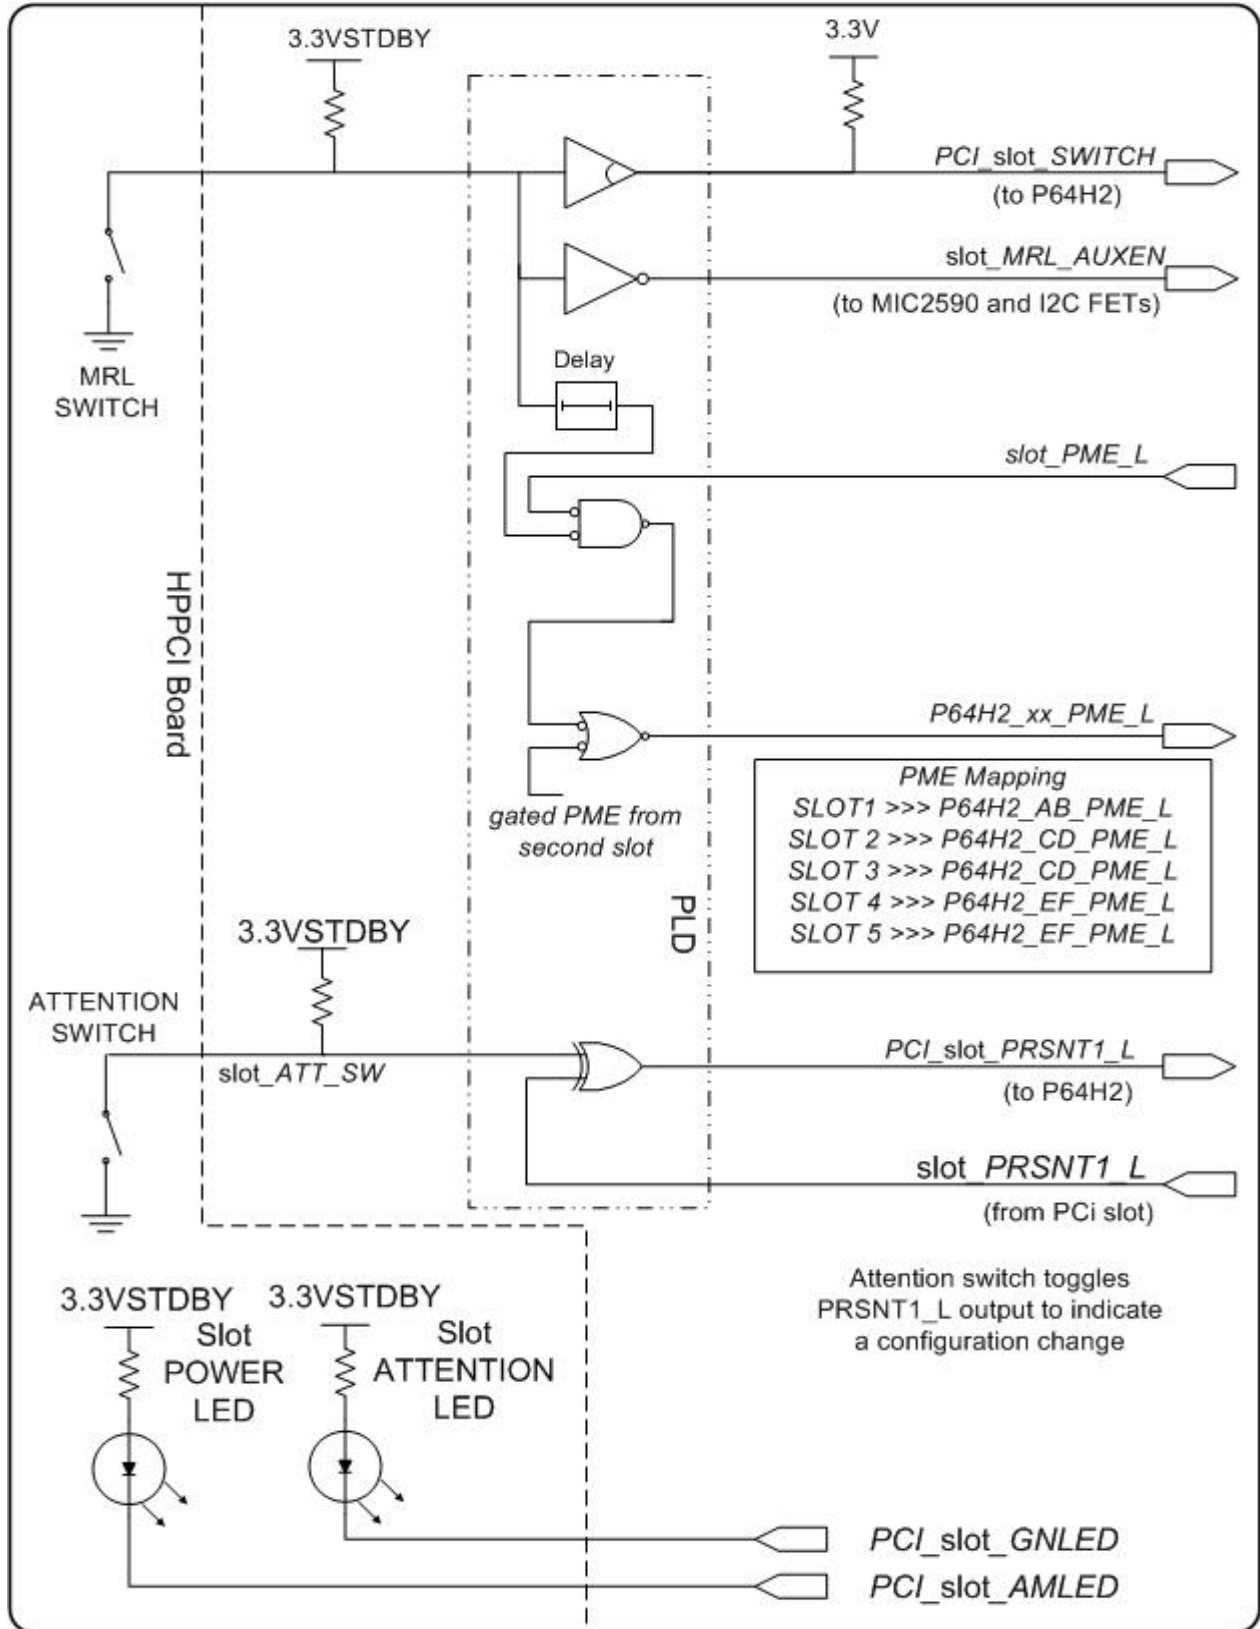 3.3VSTDBY
3.3V
PCI_slot_SWITCH
(to P64H2)
slot_MRL_AUXEN
(to MIC2590 and I2C FETs)
MRL
SWITCH
Delay
slot_PME_L
HPPCI Board
P64H2_xx_PME_L
gated PME from
second slot
PME Mapping
SLOT1 >>> P64H2_AB_PME_L
SLOT 2 >>> P64H2_CD_PME_L
SLOT 3 >>> P64H2_CD_PME_L
SLOT 4 >>> P64H2_EF_PME_L
SLOT 5 >>> P64H2_EF_PME_L
PLD
3.3VSTDBY
ATTENTION
SWITCH
slot_ATT_SW
PCI_slot_PRSNT1_L
(to P64H2)
slot_PRSNT1_L
(from PCi slot)
Attention switch toggles
PRSNT1_L output to indicate
a configuration change
3.3VSTDBY
Slot
POWER
LED
3.3VSTDBY
Slot
ATTENTION
LED
PCI_slot_GNLED
PCI_slot_AMLED